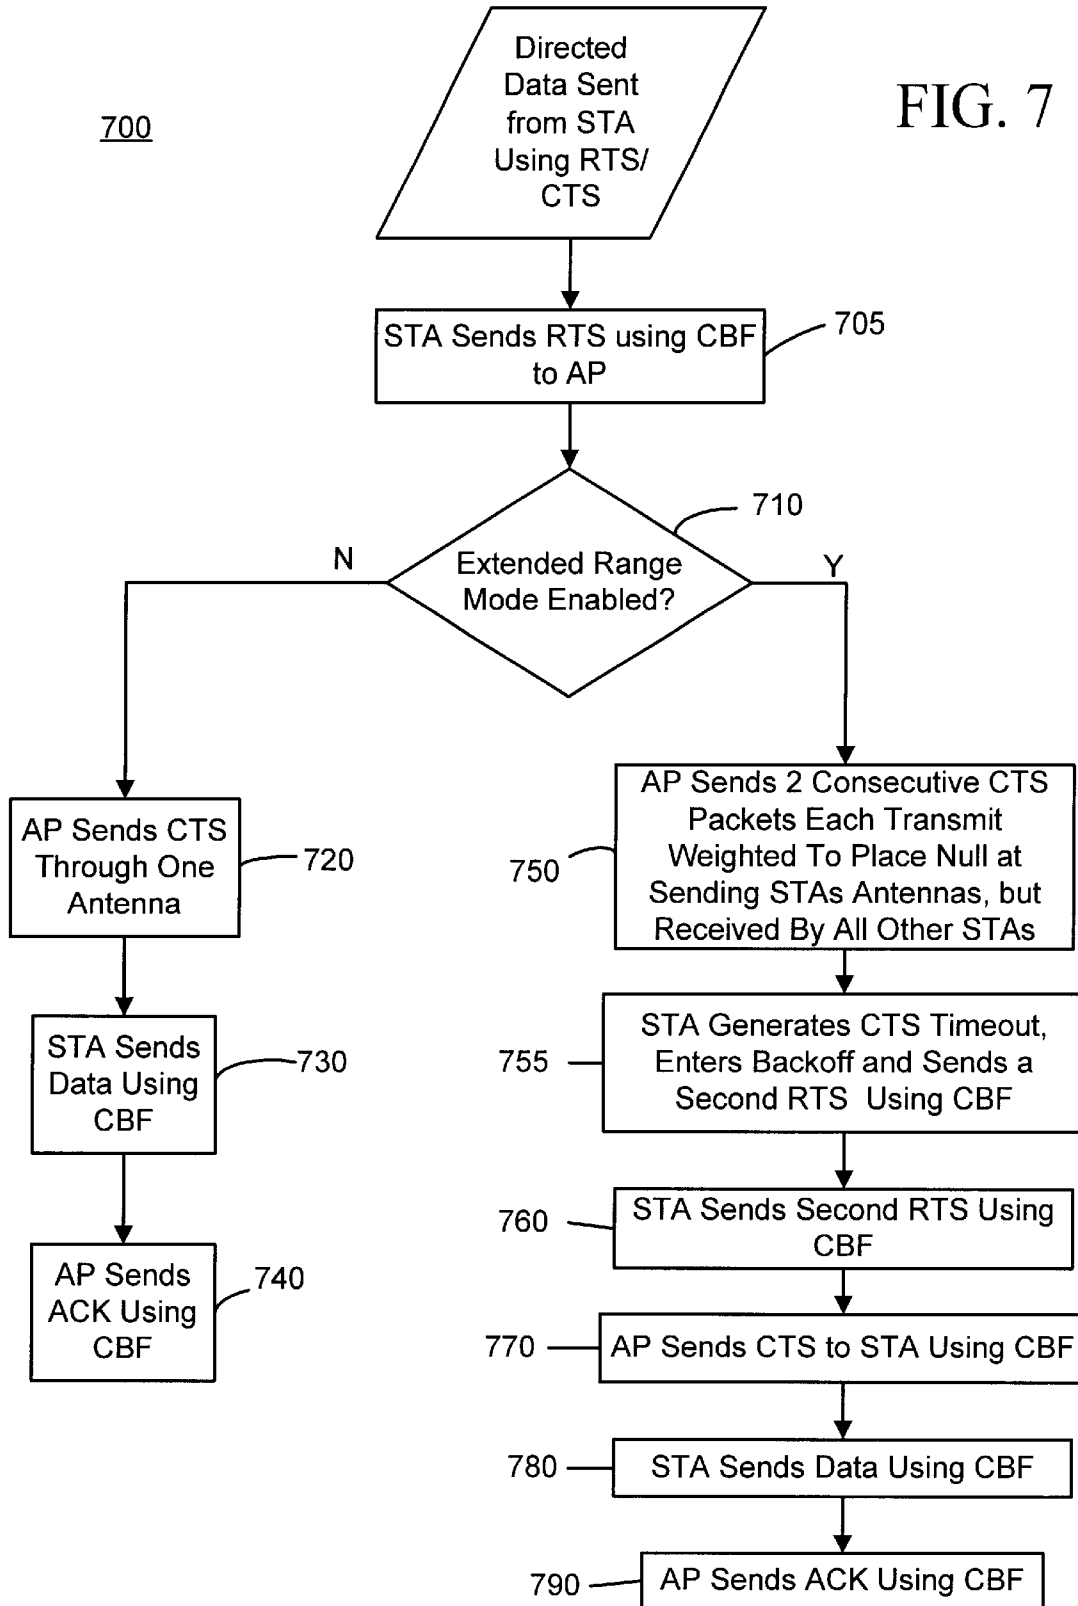 Directed
Data Sent
from STA
Using RTS/
CTS
FIG. 7
700
STA Sends RTS using CBF
to AP
705
710
N
Extended Range
Mode Enabled?
Y
AP Sends CTS
Through One
Antenna
720
STA Sends
Data Using
CBF
730
AP Sends
ACK Using
CBF
740
AP Sends 2 Consecutive CTS
Packets Each Transmit
Weighted To Place Null at
Sending STAs Antennas, but
Received By All Other STAs
750
STA Generates CTS Timeout,
Enters Backoff and Sends a
Second RTS Using CBF
755
STA Sends Second RTS Using
CBF
760
AP Sends CTS to STA Using CBF
770
STA Sends Data Using CBF
780
AP Sends ACK Using CBF
790